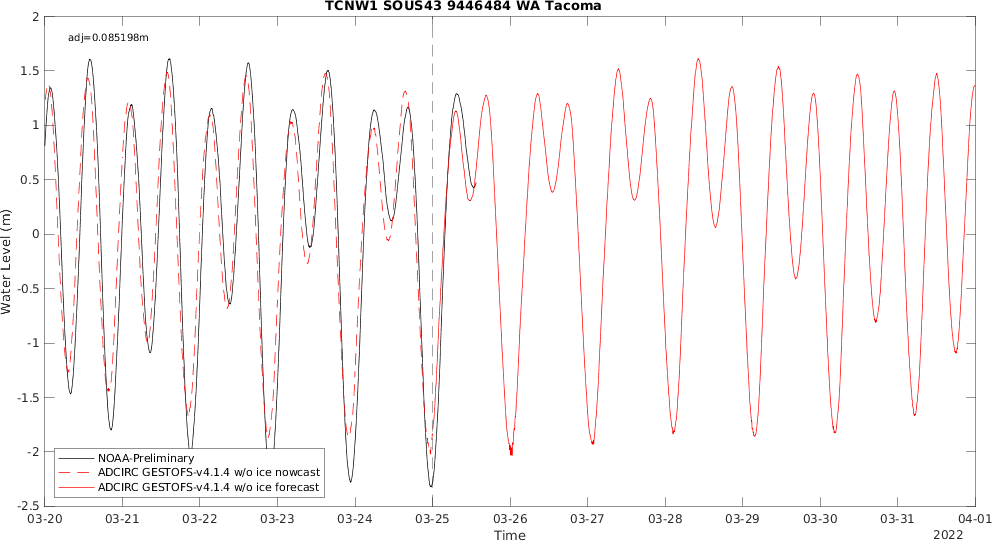 TCNW1 SOUS43 9446484 WA Tacoma
adj=0.085198m
Water Level (m)
2
1.5
1
0.5
0
-0.5
-1
-1.5
-2
-2.5
NOAA-Preliminary
ADCIRC GESTOFS-v4.1.4 w/o ice nowcast
ADCIRC GESTOFS-v4.1.4 w/o ice forecast
03-20 03-21 03-22 03-23 03-24 03-25 03-26 03-27 03-28 03-29 03-30 03-31 04-01
Time
2022